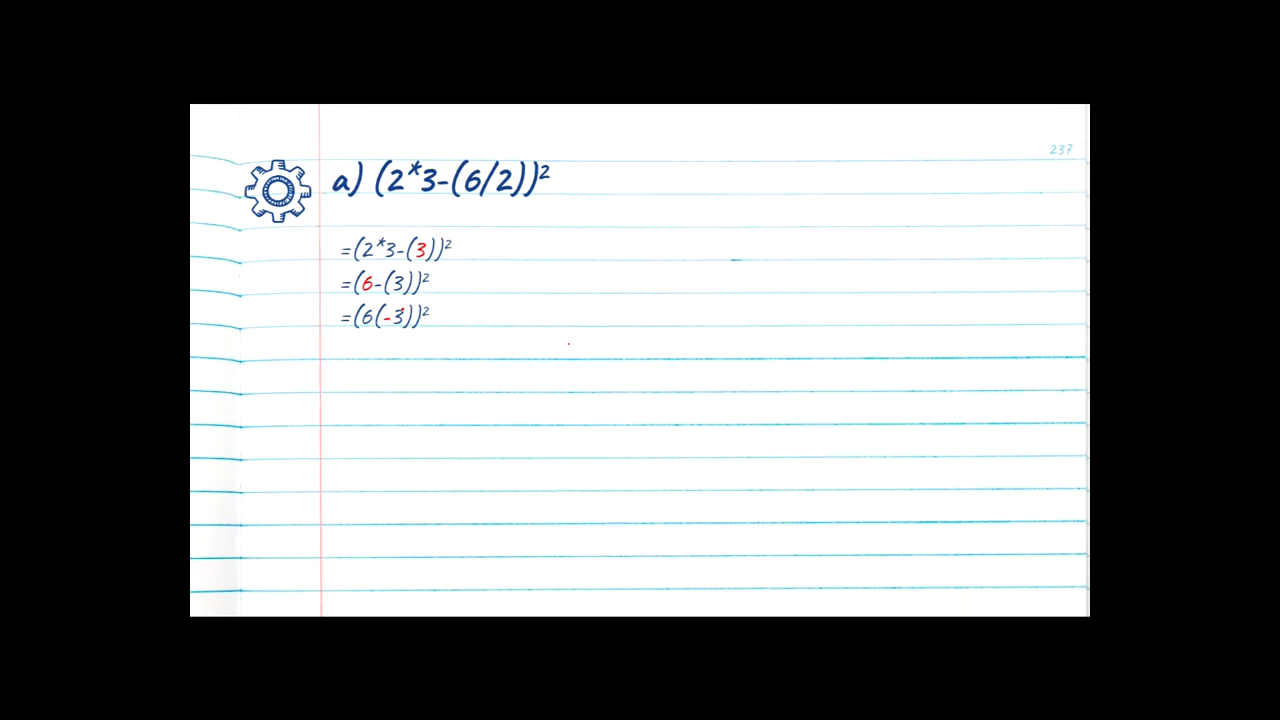 237
a) (2*3-(6/2))²
=(2*3-(3))²
=(6-(3))²
=(6(-3))²